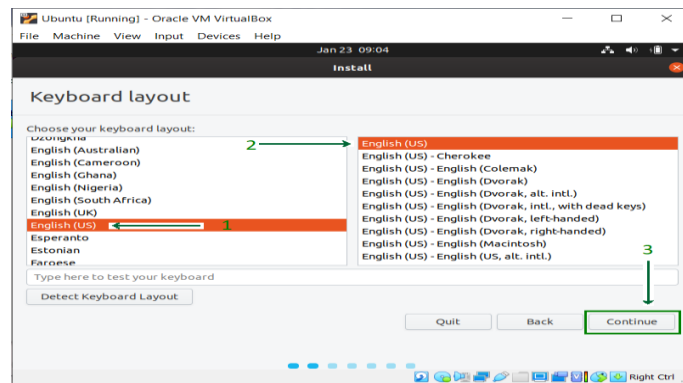 Ubuntu [Running] - Oracle VM VirtualBox
File Machine View Input Devices Help
Jan 23 09:04
Install
Keyboard layout
Choose your keyboard layout:
Dzongkha
English (Australian)
English (Cameroon)
English (Ghana)
English (Nigeria)
English (South Africa)
English (UK)
English (US)
1
Esperanto
Estonian
Faroese
2
English (US)
English (US) - Cherokee
English (US) - English (Colemak)
English (US) - English (Dvorak)
English (US) - English (Dvorak, alt. intl.)
English (US) - English (Dvorak, intl., with dead keys)
English (US) - English (Dvorak, left-handed)
English (US) - English (Dvorak, right-handed)
English (US) - English (Macintosh)
English (US) - English (US, alt. intl.)
3
Type here to test your keyboard
Detect Keyboard Layout
Quit Back Continue
Right Ctrl